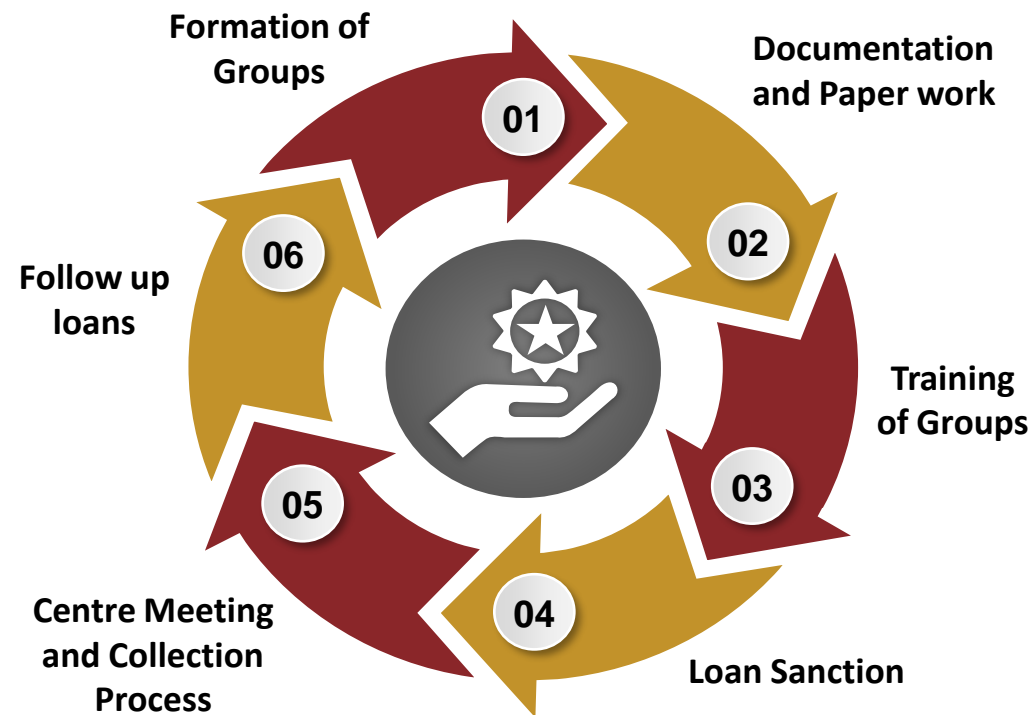 Formation of
Groups
01
Documentation
and Paper work
02
Training
of Groups
03
Loan Sanction
04
Centre Meeting
and Collection
Process
05
Follow up
loans
06